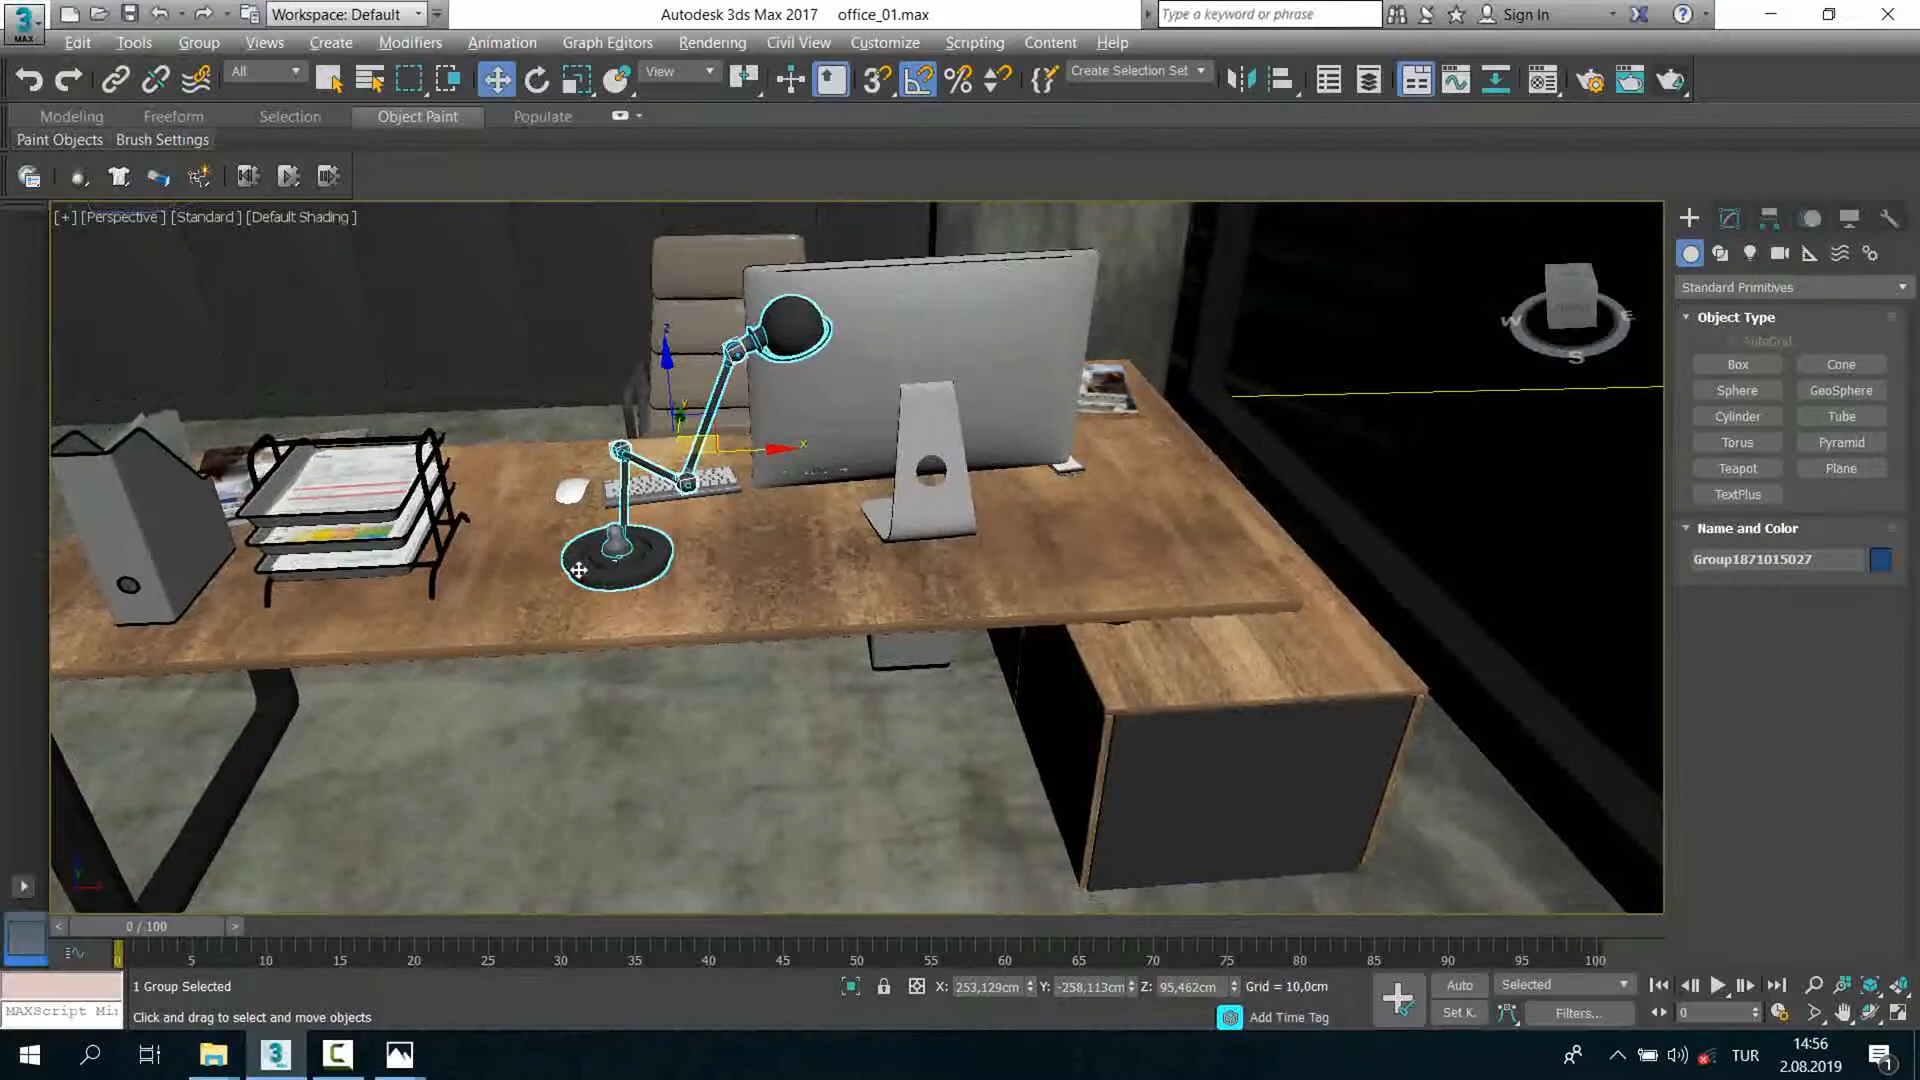 Workspace: Default
Autodesk 3ds Max 2017 office_01.max
Type a keyword or phrase
Sign In
MAX
Edit Tools Group Views Create Modifiers Animation Graph Editors Rendering Civil View Customize Scripting Content Help
All
View
Create Selection Set
Modeling Freeform Selection Object Paint Populate
Paint Objects Brush Settings
[+] [Perspective ] [Standard ] [Default Shading ]
Standard Primitives
Object Type
AutoGrid
Box Cone
Sphere GeoSphere
Cylinder Tube
Torus Pyramid
Teapot Plane
TextPlus
Name and Color
Group1871015027
W E
S
z
y
x
0 / 100
0 5 10 15 20 25 30 35 40 45 50 55 60 65 70 75 80 85 90 95 100
1 Group Selected
X: 253,129cm Y: -258,113cm Z: 95,462cm Grid = 10,0cm
Auto Selected
MAXScript Mi:
Click and drag to select and move objects
Add Time Tag
Set K. Filters...
0
TUR
14:56
2.08.2019
1